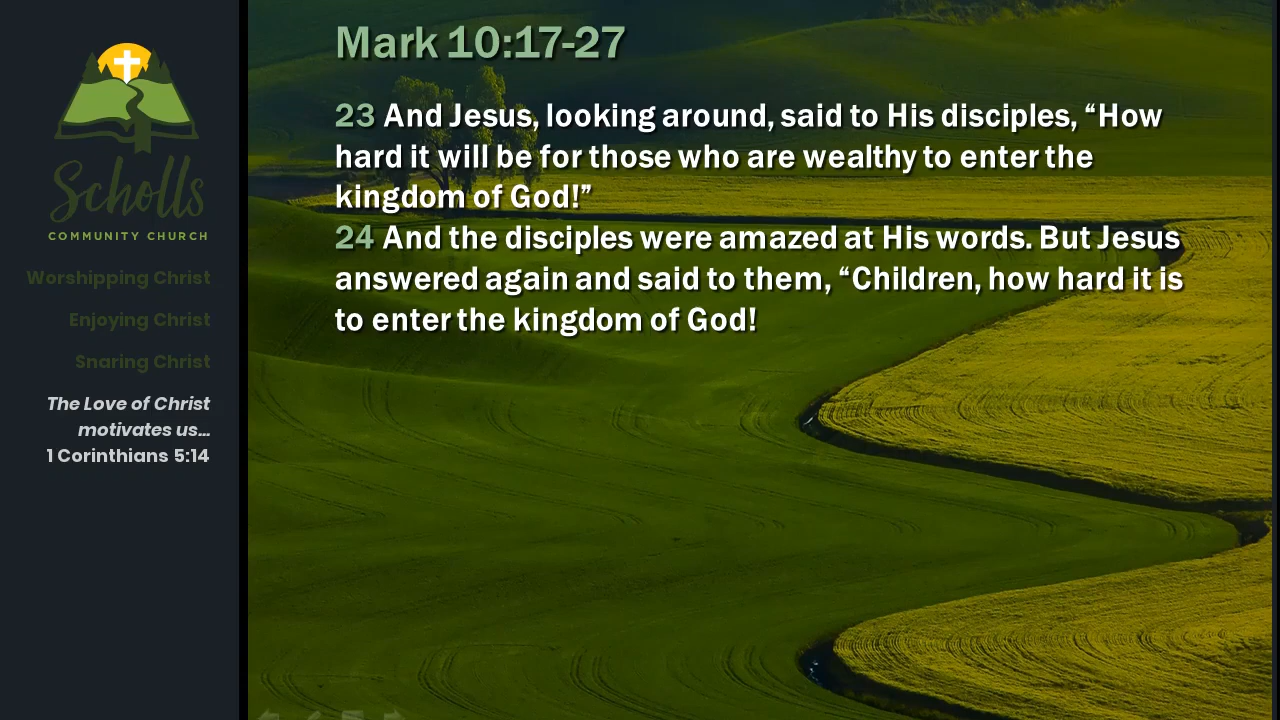 Scholls
COMMUNITY CHURCH
Worshipping Christ
Enjoying Christ
Snaring Christ
The Love of Christ
motivates us...
1 Corinthians 5:14
Mark 10:17-27
23 And Jesus, looking around, said to His disciples, “How
hard it will be for those who are wealthy to enter the
kingdom of God!”
24 And the disciples were amazed at His words. But Jesus
answered again and said to them, “Children, how hard it is
to enter the kingdom of God!